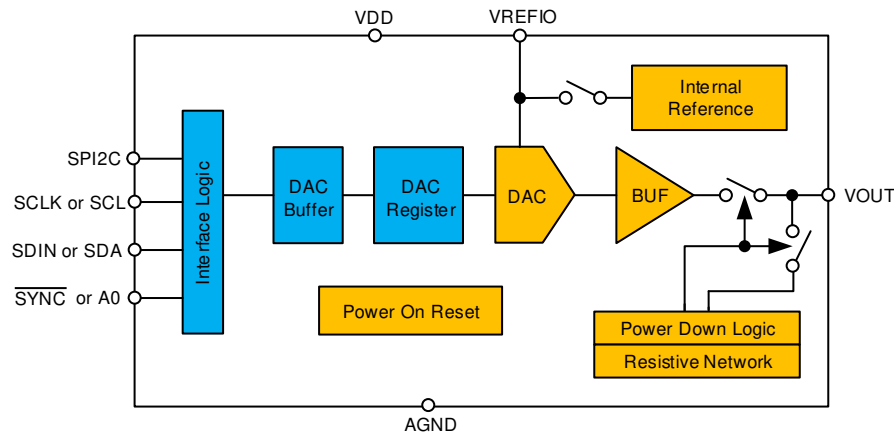 VDD
VREFIO
Internal
Reference
SPI2C
SCLK or SCL
SDIN or SDA
SYNC or A0
Interface Logic
DAC
Buffer
DAC
Register
DAC
BUF
VOUT
Power On Reset
Power Down Logic
Resistive Network
AGND